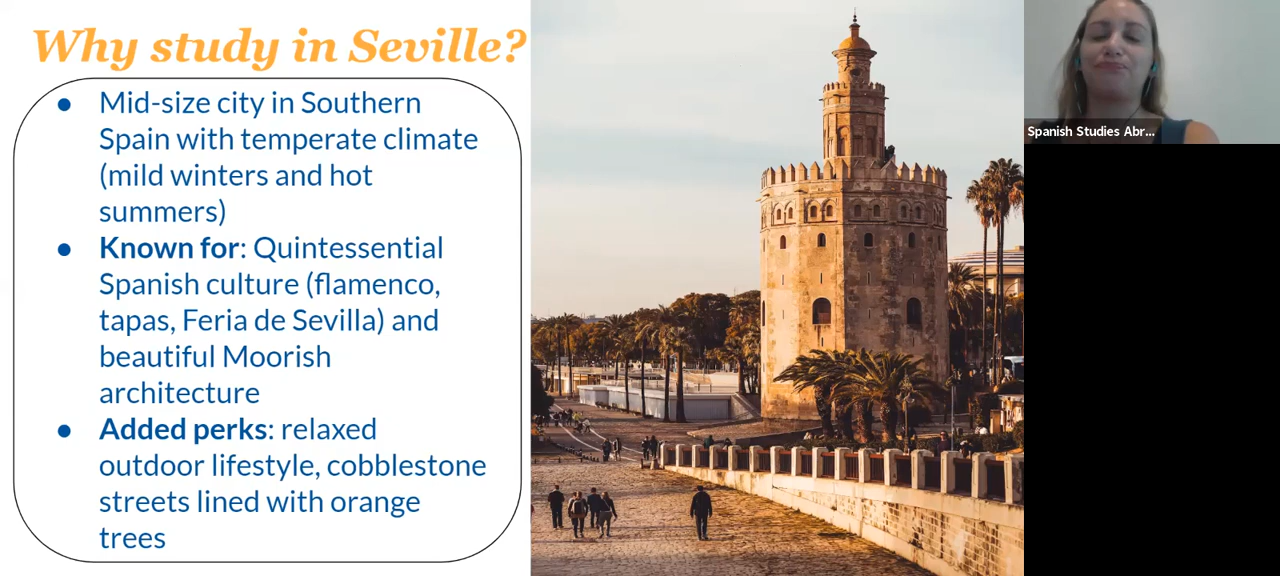 Why study in Seville?
● Mid-size city in Southern
Spain with temperate climate
(mild winters and hot
summers)
● Known for: Quintessential
Spanish culture (flamenco,
tapas, Feria de Sevilla) and
beautiful Moorish
architecture
● Added perks: relaxed
outdoor lifestyle, cobblestone
streets lined with orange
trees
Spanish Studies Abr...